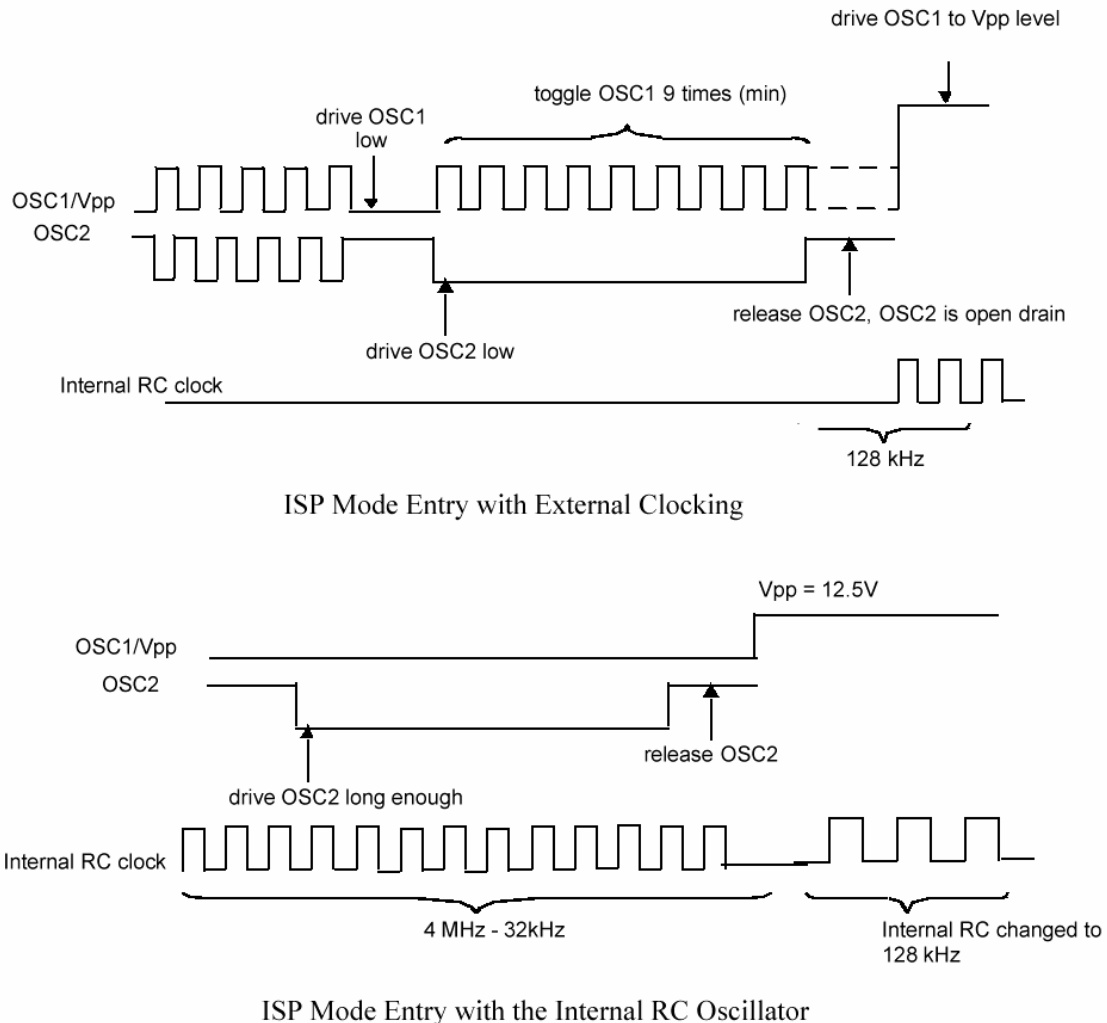 drive OSC1 to Vpp level
toggle OSC1 9 times (min)
drive OSC1
low
OSC1/Vpp
OSC2
release OSC2, OSC2 is open drain
drive OSC2 low
Internal RC clock
128 kHz
ISP Mode Entry with External Clocking
Vpp = 12.5V
OSC1/Vpp
OSC2
release OSC2
drive OSC2 long enough
Internal RC clock
4 MHz - 32kHz
Internal RC changed to
128 kHz
ISP Mode Entry with the Internal RC Oscillator